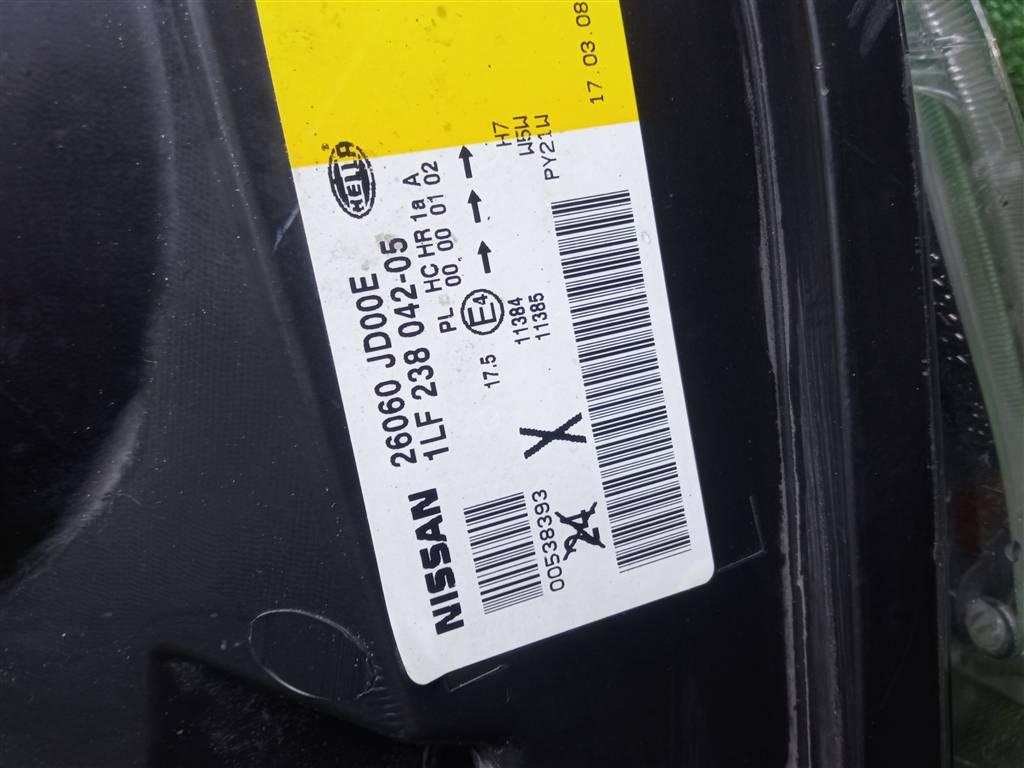 NISSAN 26060 JD00E HELLA ®
1LF 238 042-05
HC HR 1a A
PL 00 00 01 02
E4
17.5
11384
11385
H7
W5W
PY21W
17.03.08
00538393
24
X